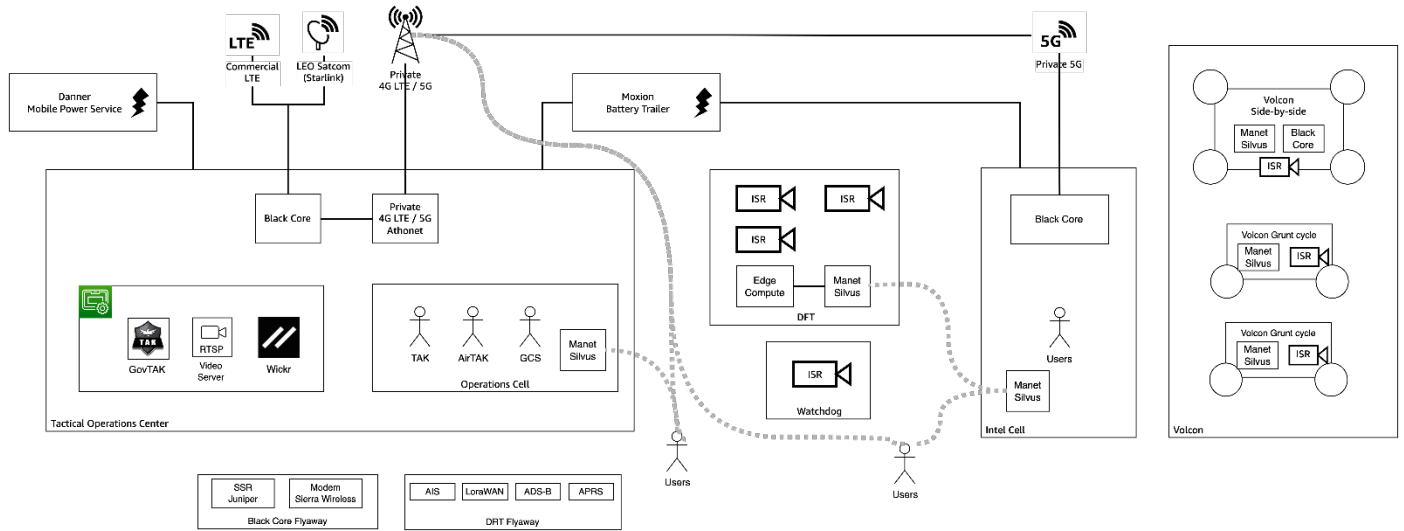 LTE
Commercial
LTE
LEO Satcom
(Starlink)
Private
4G LTE / 5G
5G
Private 5G
Danner
Mobile Power Service
Moxion
Battery Trailer
Black Core
Private
4G LTE / 5G
Athonet
TAK
GovTAK
RTSP
Video
Server
Wickr
TAK
AirTAK
GCS
Manet
Silvus
Operations Cell
Tactical Operations Center
ISR
ISR
ISR
Edge
Compute
Manet
Silvus
DFT
ISR
Watchdog
Black Core
Users
Manet
Silvus
Intel Cell
Volcon
Side-by-side
Manet
Silvus
Black
Core
ISR
Volcon Grunt cycle
Manet
Silvus
ISR
Volcon Grunt cycle
Manet
Silvus
ISR
Volcon
Users
Users
SSR
Juniper
Modem
Sierra Wireless
Black Core Flyaway
AIS
LoraWAN
ADS-B
APRS
DRT Flyaway